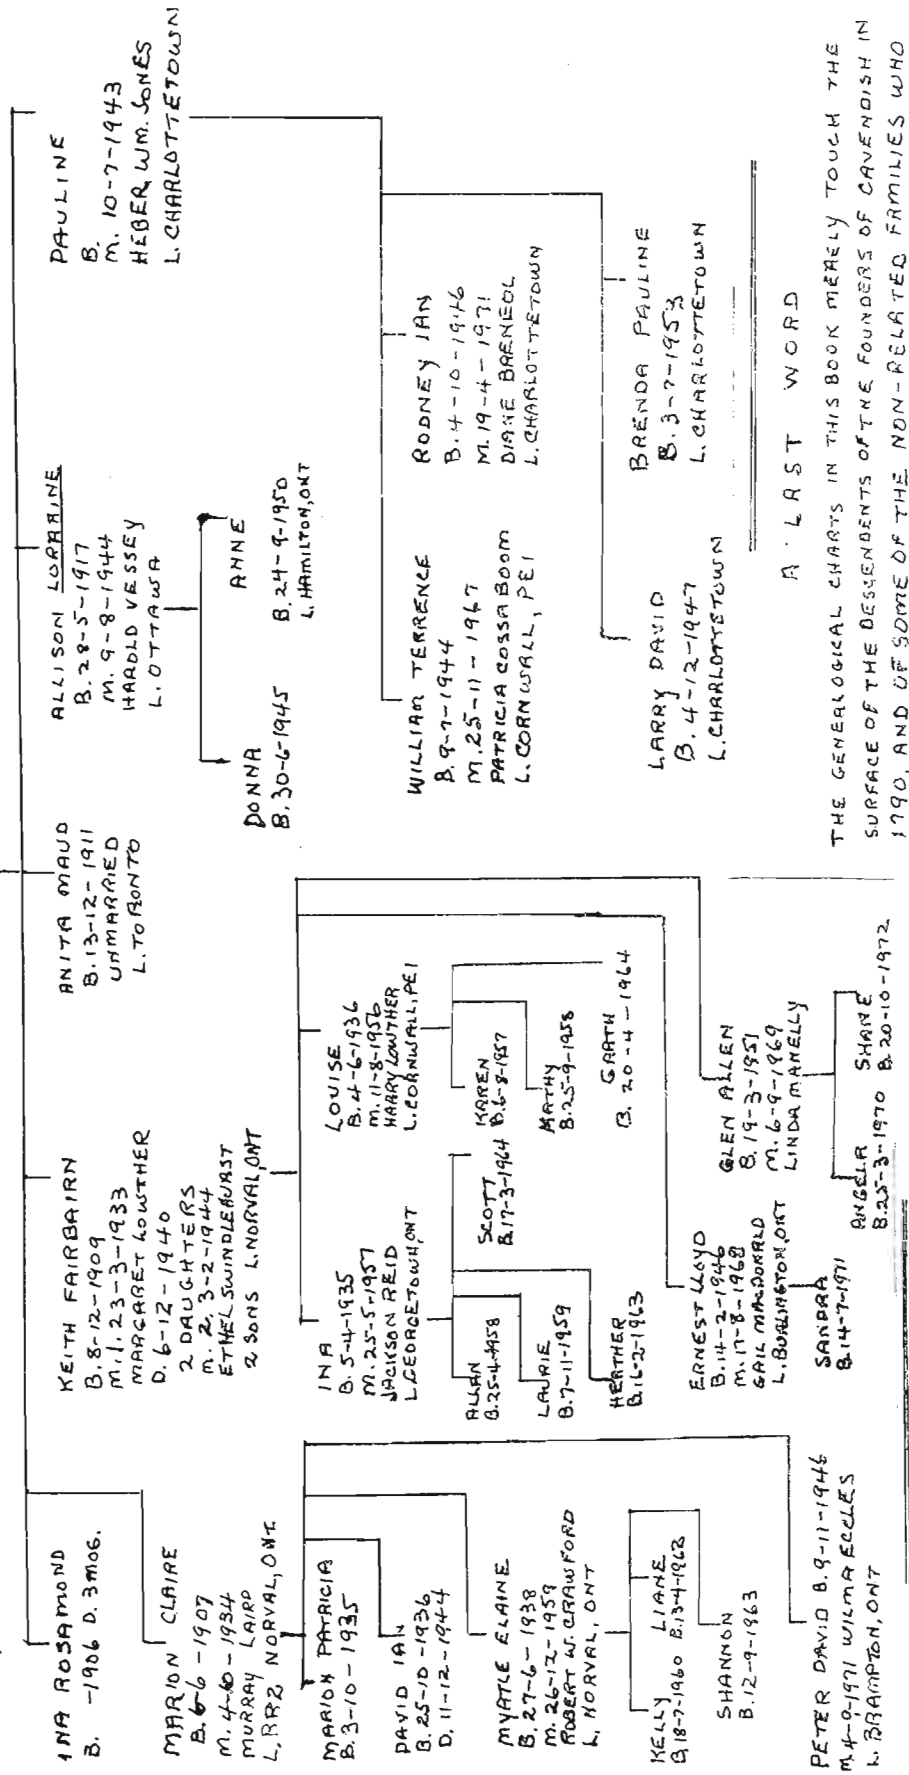 INA ROSAMOND
B. -1906 D. 3 MOS.
MARION CLAIRE
B. 6-6-1907
M. 4-10-1934
MURRAY LAIRD
L. RR2 NORVAL, ONT.
MARION PATRICIA
B. 3-10-1935
DAVID IAN
B. 25-10-1936
D. 11-12-1944
MYRTLE ELAINE
B. 27-6-1938
M. 26-12-1959
ROBERT W. CRAWFORD
L. NORVAL, ONT
KELLY
B. 18-7-1960
LIANE
B. 13-4-1962
SHANNON
B. 12-9-1963
PETER DAVID B. 9-11-1946
M. 4-9-1971 WILMA ECCLES
L. BRAMPTON, ONT
KEITH FAIRBAIRN
B. 8-12-1909
M. 1. 23-3-1933
MARGARET LOWTHER
D. 6-12-1940
2 DAUGHTERS
M. 2. 3-2-1944
ETHEL SWINDLEHURST
2 SONS L. NORVAL, ONT
INA
B. 5-4-1935
M. 25-5-1957
JACKSON REID
L. GEORGETOWN, ONT
ALLAN
B. 25-4-1958
LAURIE
B. 7-11-1959
HEATHER
B. 16-2-1963
SCOTT
B. 17-3-1964
LOUISE
B. 4-6-1936
M. 11-8-1956
HARRY LOWTHER
L. CORNWALL, PEI
KAREN
B. 6-8-1957
KATHY
B. 25-9-1958
GARTH
B. 20-4-1964
ERNEST LLOYD
B. 14-2-1946
M. 17-8-1968
GAIL MACDONALD
L. BURLINGTON, ONT
SANDRA
B. 14-7-1971
GLEN ALLEN
B. 19-3-1951
M. 6-9-1969
LINDA MANELLY
ANGELA
B. 25-3-1970
SHANE
B. 20-10-1972
ANITA MAUD
B. 13-12-1911
UNMARRIED
L. TORONTO
ALLISON LORRAINE
B. 28-5-1917
M. 9-8-1944
HAROLD VESSEY
L. OTTAWA
DONNA
B. 30-6-1945
ANNE
B. 24-9-1950
L. HAMILTON, ONT
PAULINE
B.
M. 10-7-1943
HEBER WM. JONES
L. CHARLOTTETOWN
WILLIAM TERRENCE
B. 9-7-1944
M. 25-11-1967
PATRICIA COSSABOOM
L. CORNWALL, PEI
RODNEY IAN
B. 4-10-1946
M. 19-4-1971
DIANE
L. CHARLOTTETOWN
LARRY DAVID
B. 4-12-1947
L. CHARLOTTETOWN
BRENDA PAULINE
B. 3-7-1953
L. CHARLOTTETOWN
A LAST WORD
THE GENEALOGICAL CHARTS IN THIS BOOK MERELY TOUCH THE
SURFACE OF THE DESCENDENTS OF THE FOUNDERS OF CAVENDISH IN
1790, AND OF SOME OF THE NON-RELATED FAMILIES WHO